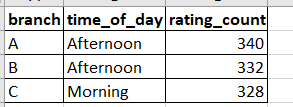 branch time_of_day rating_count
A Afternoon 340
B Afternoon 332
C Morning 328